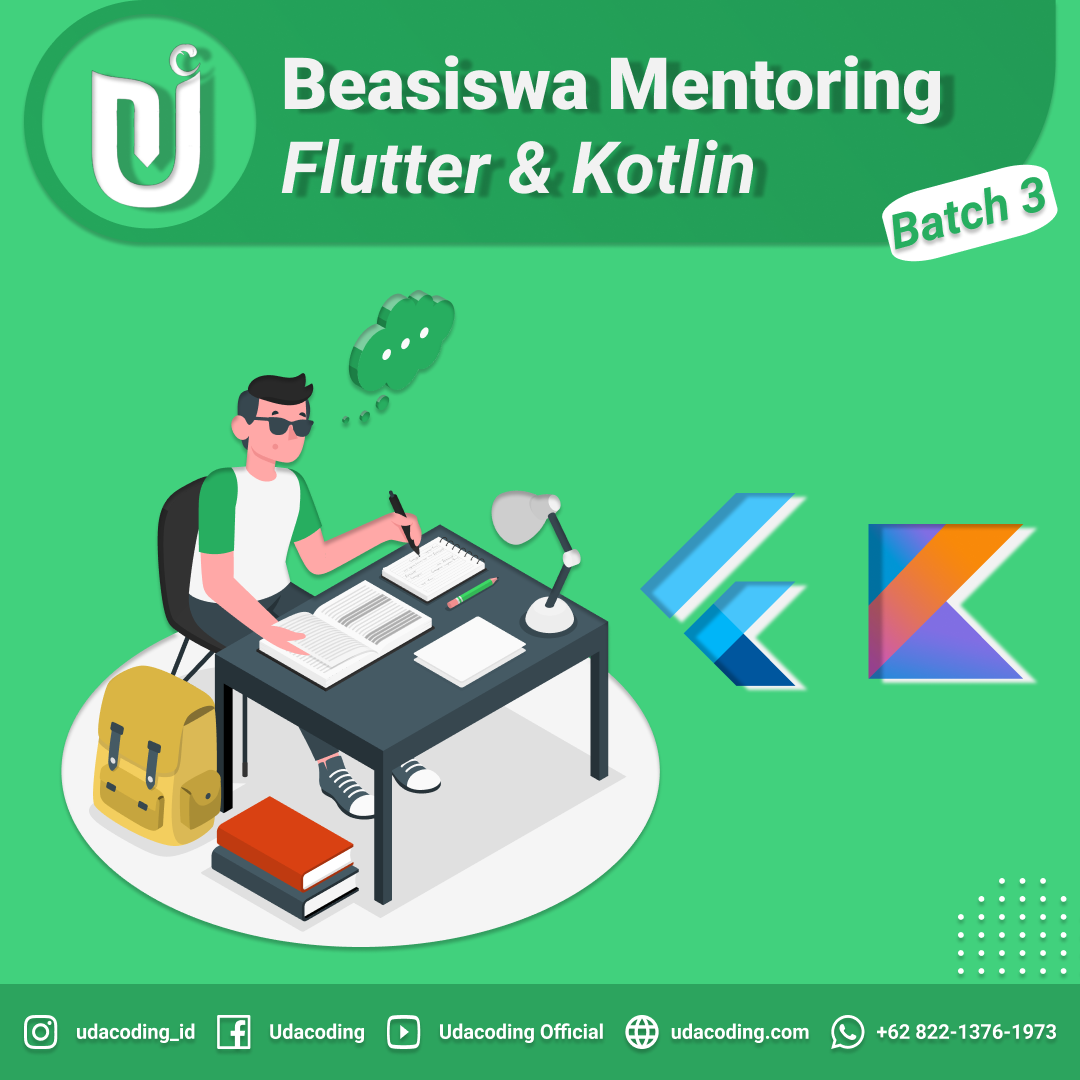 Beasiswa Mentoring
Flutter & Kotlin
Batch 3
udacoding_id
Udacoding
Udacoding Official
udacoding.com
+62 822-1376-1973